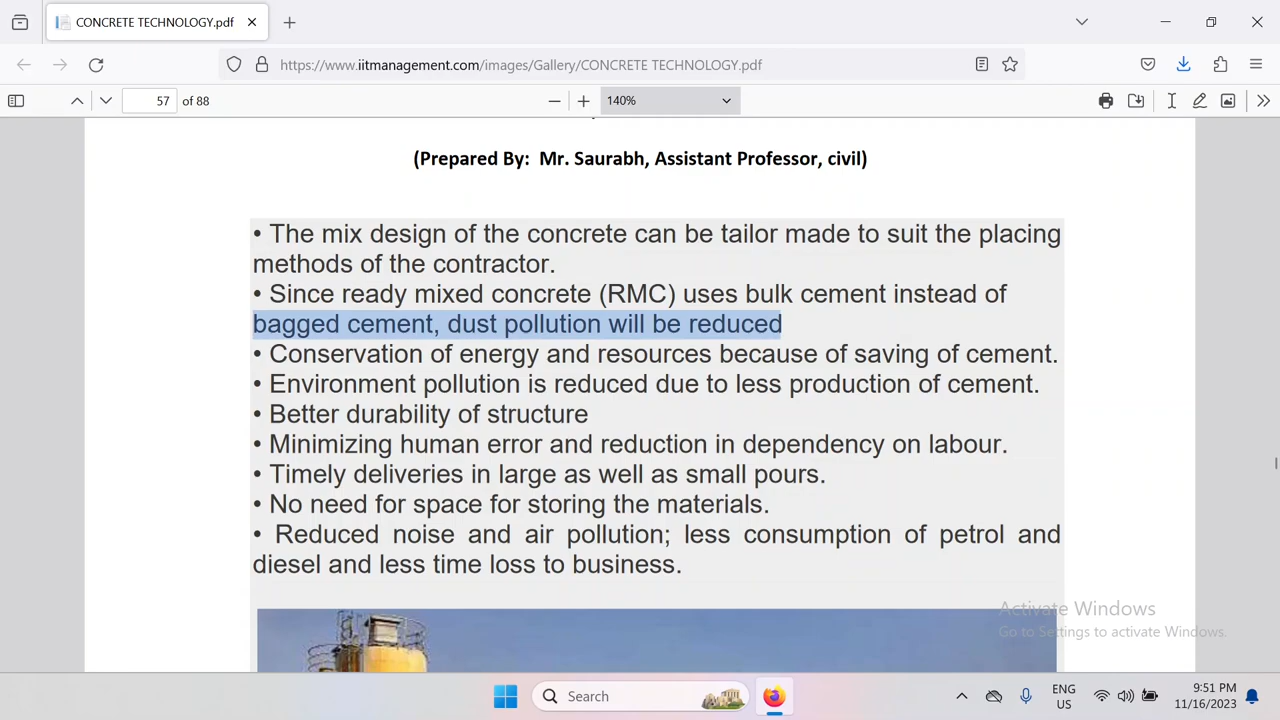 CONCRETE TECHNOLOGY.pdf
https://www.iitmanagement.com/images/Gallery/CONCRETE TECHNOLOGY.pdf
57 of 88
140%
(Prepared By: Mr. Saurabh, Assistant Professor, civil)
• The mix design of the concrete can be tailor made to suit the placing
methods of the contractor.
• Since ready mixed concrete (RMC) uses bulk cement instead of
bagged cement, dust pollution will be reduced
• Conservation of energy and resources because of saving of cement.
• Environment pollution is reduced due to less production of cement.
• Better durability of structure
• Minimizing human error and reduction in dependency on labour.
• Timely deliveries in large as well as small pours.
• No need for space for storing the materials.
• Reduced noise and air pollution; less consumption of petrol and
diesel and less time loss to business.
Activate Windows
Go to Settings to activate Windows.
Search
ENG
US
9:51 PM
11/16/2023